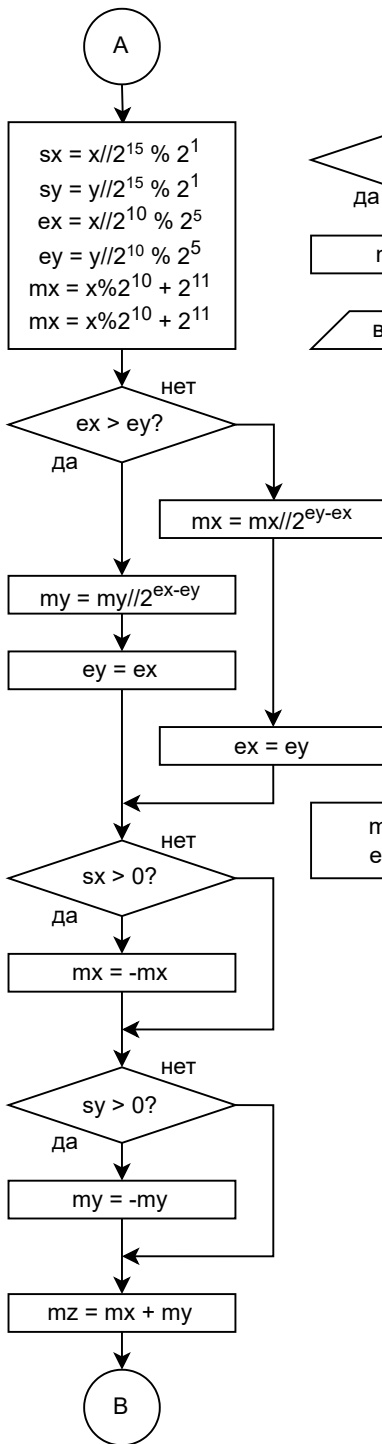 A
sx = x//2^15 % 2^1
sy = y//2^15 % 2^1
ex = x//2^10 % 2^5
ey = y//2^10 % 2^5
mx = x%2^10 + 2^11
mx = x%2^10 + 2^11
да
нет
ex > ey?
да
mx = mx//2^ey-ex
my = my//2^ex-ey
ey = ex
ex = ey
нет
sx > 0?
да
mx = -mx
нет
sy > 0?
да
my = -my
mz = mx + my
B